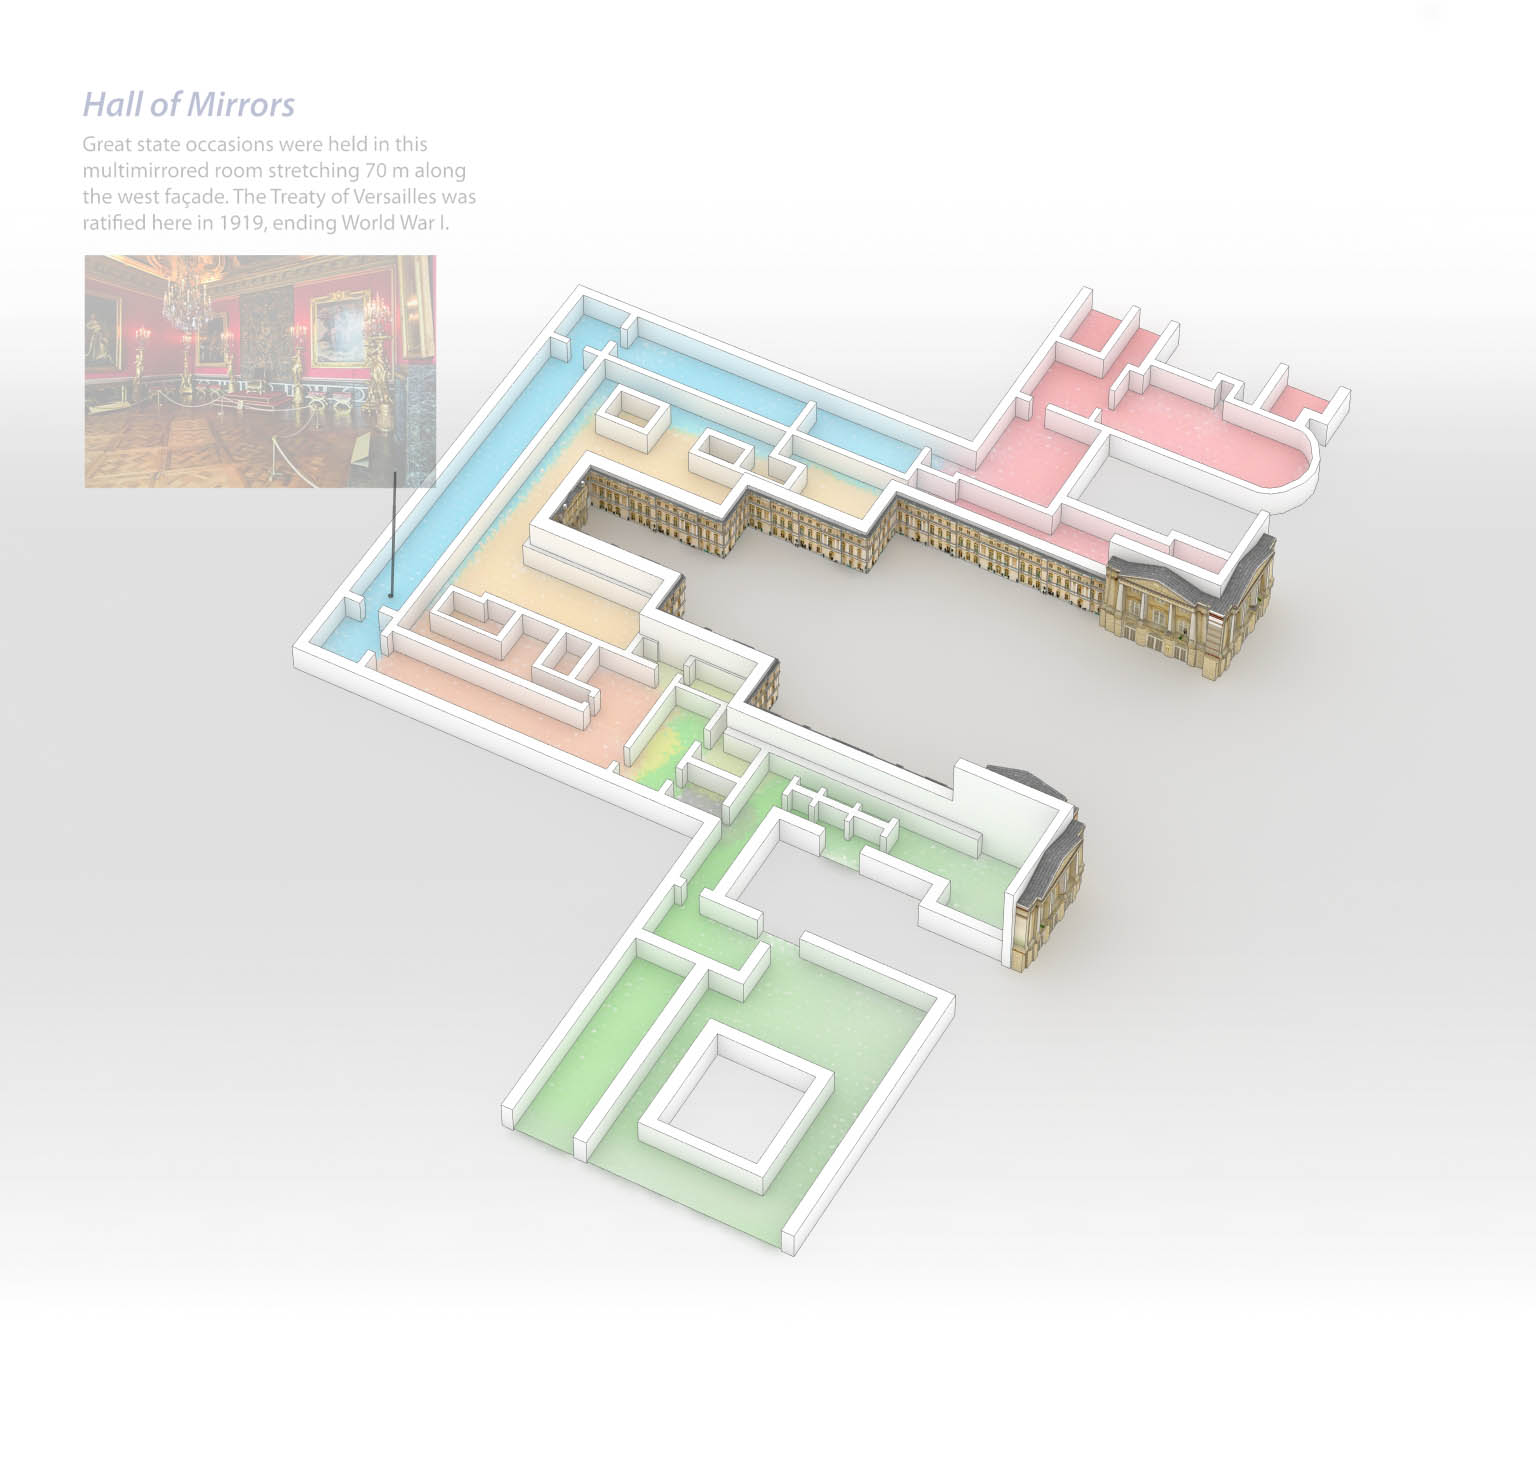 Hall of Mirrors
Great state occasions were held in this
multimirrored room stretching 70 m along
the west façade. The Treaty of Versailles was
ratified here in 1919, ending World War I.